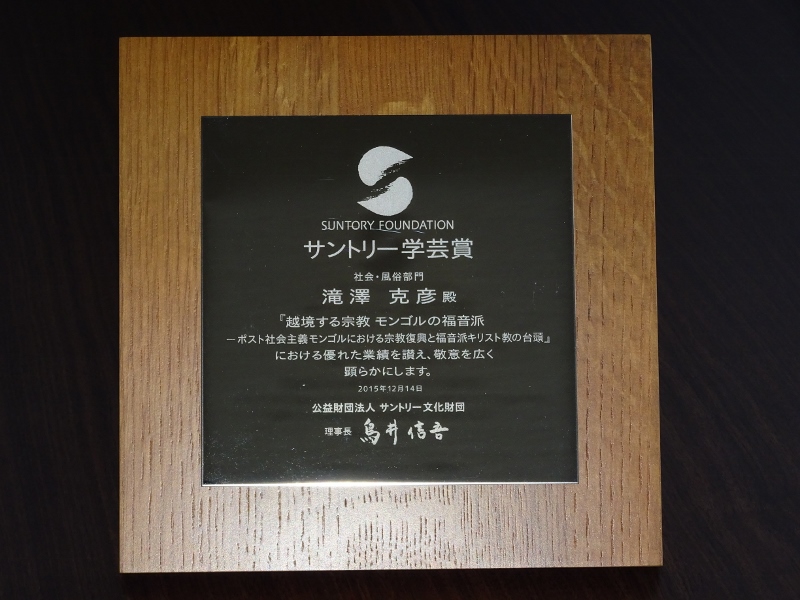 SUNTORY FOUNDATION
サントリー学芸賞
社会・風俗部門
滝澤 克彦 殿
『越境する宗教 モンゴルの福音派
―ポスト社会主義モンゴルにおける宗教復興と福音派キリスト教の台頭』
における優れた業績を讃え、敬意を広く
顕らかにします。
2015年12月14日
公益財団法人 サントリー文化財団
理事長 鳥井信吾